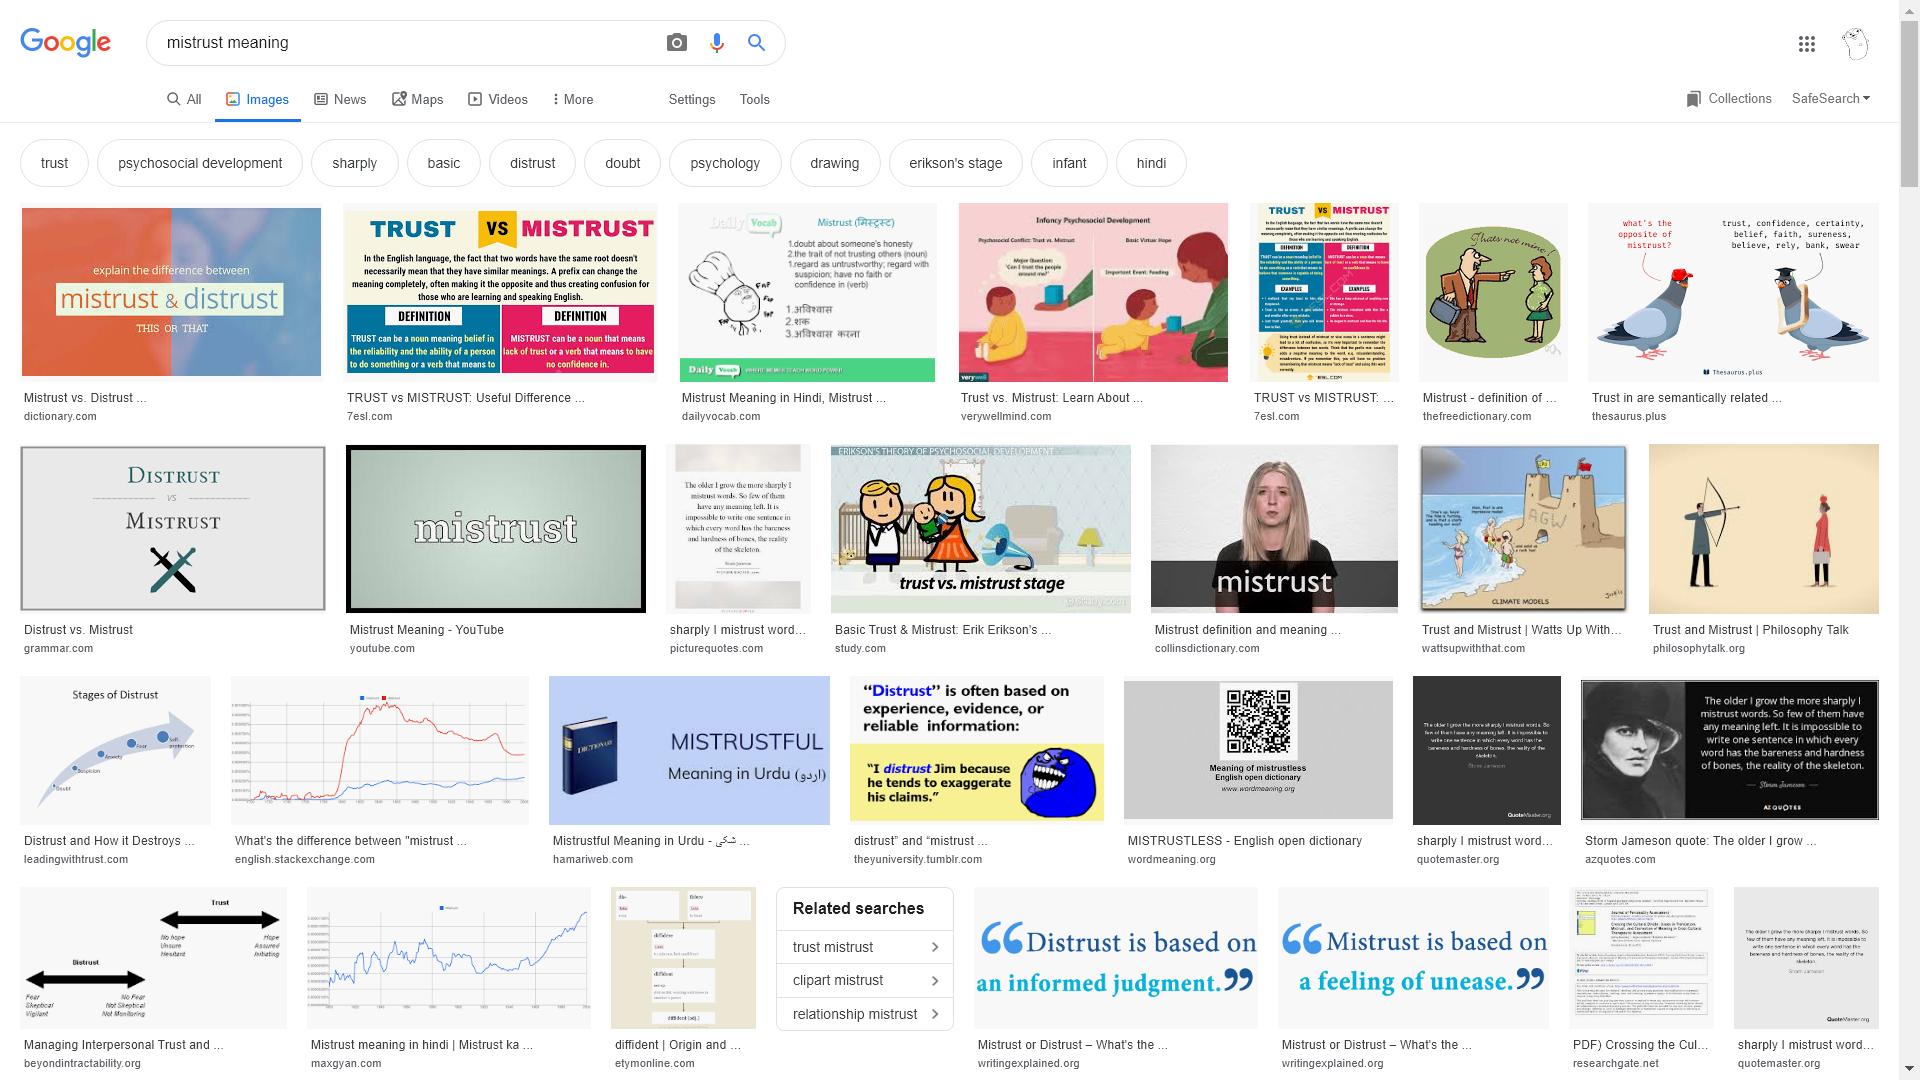 Google
mistrust meaning
All
Images
News
Maps
Videos
More
Settings
Tools
Collections
SafeSearch
trust
psychosocial development
sharply
basic
distrust
doubt
psychology
drawing
erikson's stage
infant
hindi
explain the difference between
mistrust & distrust
THIS OR THAT
Mistrust vs. Distrust ...
dictionary.com
TRUST VS MISTRUST
In the English language, the fact that two words have the same root doesn't
necessarily mean that they have similar meanings. A prefix can change the
meaning completely, often making it the opposite and thus creating confusion for
those who are learning and speaking English.
DEFINITION
TRUST can be a noun meaning belief in
the reliability and the ability of a person
to do something or a verb that means to
DEFINITION
MISTRUST can be a noun that means
lack of trust or a verb that means to have
no confidence in.
TRUST vs MISTRUST: Useful Difference ...
7esl.com
Daily Vocab
Mistrust (मिस्ट्रस्ट)
1.doubt about someone's honesty
2.the trait of not trusting others (noun)
1.regard as untrustworthy; regard with
suspicion; have no faith or
confidence in (verb)
1.अविश्वास
2.शक
3.अविश्वास करना
Daily Vocab
Mistrust Meaning in Hindi, Mistrust ...
dailyvocab.com
Infancy Psychosocial Development
Psychosocial Conflict: Trust vs. Mistrust
Basic Virtue: Hope
Major Question:
"Can I trust the people
around me?"
Important Event: Feeding
verywell
Trust vs. Mistrust: Learn About ...
verywellmind.com
TRUST VS MISTRUST
DEFINITION
DEFINITION
EXAMPLES
EXAMPLES
TRUST vs MISTRUST: ...
7esl.com
Thats not mine!
Mistrust - definition of ...
thefreedictionary.com
what's the
opposite of
mistrust?
trust, confidence, certainty,
belief, faith, sureness,
believe, rely, bank, swear
Thesaurus.plus
Trust in are semantically related ...
thesaurus.plus
DISTRUST
VS
MISTRUST
Distrust vs. Mistrust
grammar.com
mistrust
Mistrust Meaning - YouTube
youtube.com
The older I grow the more sharply I
mistrust words. So few of them
have any meaning left. It is
impossible to write one sentence in
which every word has the bareness
and hardness of bones, the reality
of the skeleton.
sharply I mistrust word...
picturequotes.com
ERIKSON'S THEORY OF PSYCHOSOCIAL DEVELOPMENT
trust vs. mistrust stage
Study.com
Basic Trust & Mistrust: Erik Erikson's ...
study.com
mistrust
Mistrust definition and meaning ...
collinsdictionary.com
AGW
CLIMATE MODELS
Trust and Mistrust | Watts Up With...
wattsupwiththat.com
Trust and Mistrust | Philosophy Talk
philosophytalk.org
Stages of Distrust
Doubt
Suspicion
Anxiety
Fear
Self-
protection
Distrust and How it Destroys ...
leadingwithtrust.com
What's the difference between "mistrust ...
english.stackexchange.com
DICTIONARY
MISTRUSTFUL
Meaning in Urdu (اردو)
Mistrustful Meaning in Urdu - شکی ...
hamariweb.com
“Distrust” is often based on
experience, evidence, or
reliable information:
“I distrust Jim because
he tends to exaggerate
his claims.”
distrust” and “mistrust ...
theyuniversity.tumblr.com
Meaning of mistrustless
English open dictionary
www.wordmeaning.org
MISTRUSTLESS - English open dictionary
wordmeaning.org
The older I grow the more sharply I mistrust words. So
few of them have any meaning left. It is impossible to
write one sentence in which every word has the
bareness and hardness of bones, the reality of the
skeleton.
Storm Jameson
QuoteMaster.org
sharply I mistrust word...
quotemaster.org
The older I grow the more sharply I
mistrust words. So few of them have
any meaning left. It is impossible to
write one sentence in which every
word has the bareness and hardness
of bones, the reality of the skeleton.
Storm Jameson
AZ QUOTES
Storm Jameson quote: The older I grow ...
azquotes.com
Trust
No hope
Unsure
Hesitant
Hope
Assured
Initiating
Distrust
Fear
Skeptical
Vigilant
No Fear
Not Skeptical
Not Monitoring
Managing Interpersonal Trust and ...
beyondintractability.org
Mistrust meaning in hindi | Mistrust ka ...
maxgyan.com
diffidere
diffident
diffident (adj.)
diffident | Origin and ...
etymonline.com
Related searches
trust mistrust
clipart mistrust
relationship mistrust
“Distrust is based on
an informed judgment.”
Mistrust or Distrust – What's the ...
writingexplained.org
“Mistrust is based on
a feeling of unease.”
Mistrust or Distrust – What's the ...
writingexplained.org
Journal of Personality Assessment
PDF) Crossing the Cul...
researchgate.net
The older I grow the more sharply I mistrust words. So
few of them have any meaning left. It is impossible to
write one sentence in which every word has the
bareness and hardness of bones, the reality of the
skeleton.
Storm Jameson
QuoteMaster.org
sharply I mistrust word...
quotemaster.org